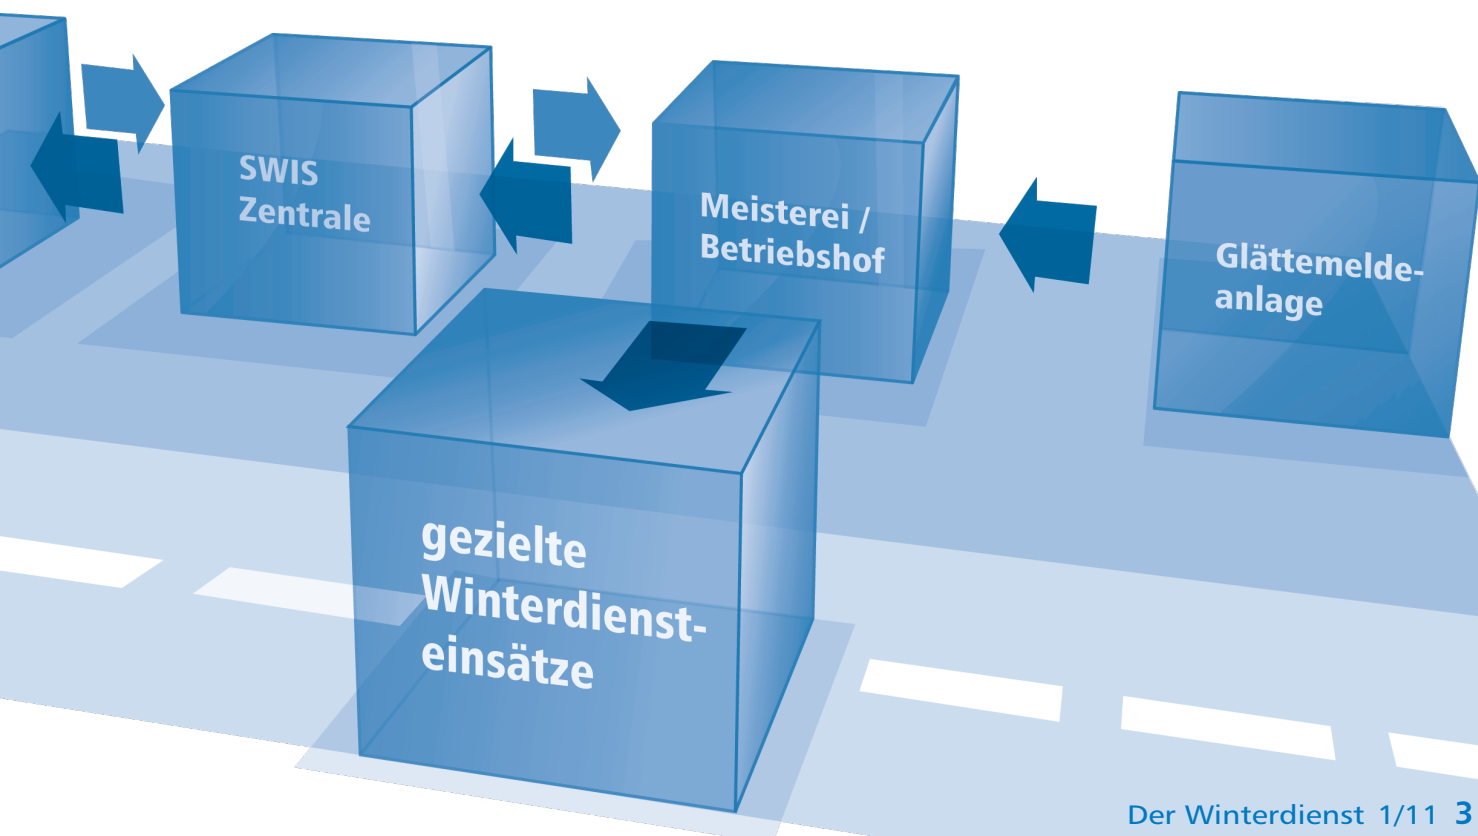 SWIS
Zentrale
Meisterei /
Betriebshof
Glättemelde-
anlage
gezielte
Winterdienst-
einsätze
Der Winterdienst 1/11 3